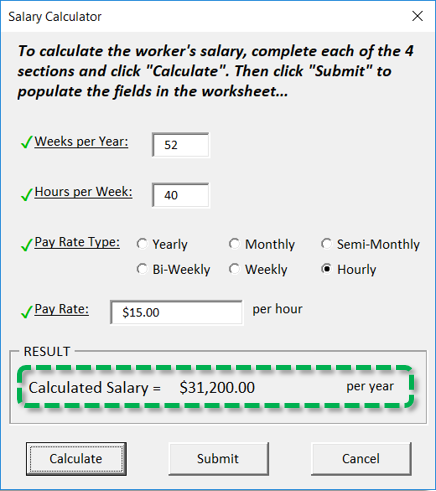 Salary Calculator
To calculate the worker's salary, complete each of the 4
sections and click "Calculate". Then click "Submit" to
populate the fields in the worksheet...
Weeks per Year: 52
Hours per Week: 40
Pay Rate Type: Yearly Monthly Semi-Monthly
Bi-Weekly Weekly Hourly
Pay Rate: $15.00 per hour
RESULT
Calculated Salary = $31,200.00 per year
Calculate Submit Cancel